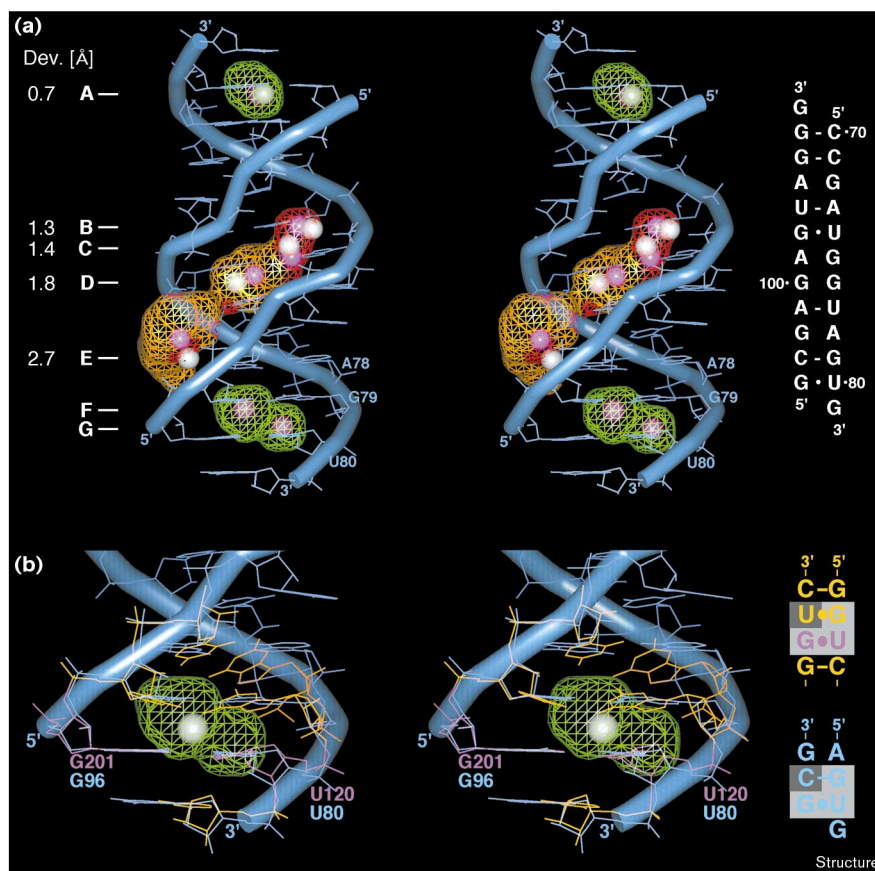 (a)
Dev. [Å]
0.7 A
1.3 B
1.4 C
1.8 D
2.7 E
F
G
3'
5'
A78
G79
U80
5'
3'
3'
5'
A78
G79
U80
5'
3'
3'
G 5'
G - C • 70
G - C
A G
U - A
G • U
A G
100 • G G
A - U
G A
C - G
G • U • 80
5' G
3'
(b)
5'
G201
G96
3'
U120
U80
5'
G201
G96
3'
U120
U80
3' 5'
C - G
U • G
G • U
G - C
3' 5'
G A
C - G
G • U
G
Structure